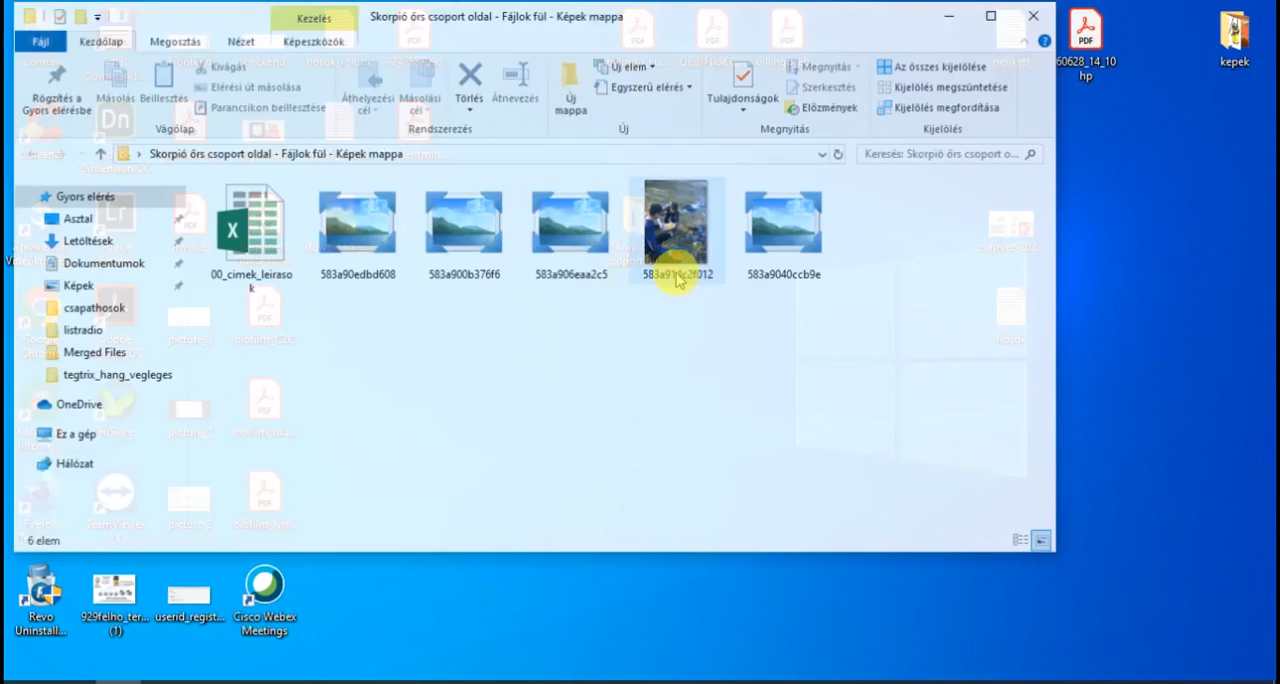 Kezelés
Skorpió őrs csoport oldal - Fájlok fül - Képek mappa
Fájl
Kezdőlap
Megosztás
Nézet
Képeszközök
Rögzítés a
Gyors elérésbe
Másolás
Beillesztés
Kivágás
Elérési út másolása
Parancsikon beillesztése
Vágólap
Áthelyezési
cél
Másolási
cél
Törlés
Átnevezés
Rendszerezés
Új
mappa
Új elem
Egyszerű elérés
Új
Tulajdonságok
Megnyitás
Szerkesztés
Előzmények
Megnyitás
Az összes kijelölése
Kijelölés megszüntetése
Kijelölés megfordítása
Kijelölés
Skorpió őrs csoport oldal - Fájlok fül - Képek mappa
Keresés: Skorpió őrs csoport o...
Gyors elérés
Asztal
Letöltések
Dokumentumok
Képek
csapathosok
listradio
Merged Files
tegtrix_hang_vegleges
OneDrive
Ez a gép
Hálózat
00_cimek_leiraso
k
583a90edbd608
583a900b376f6
583a906eaa2c5
583a914c2f012
583a9040ccb9e
6 elem
PDF
60628_14_10
hp
kepek
Revo
Uninstall...
929felho_ter...
(1)
userid_regist...
Cisco Webex
Meetings